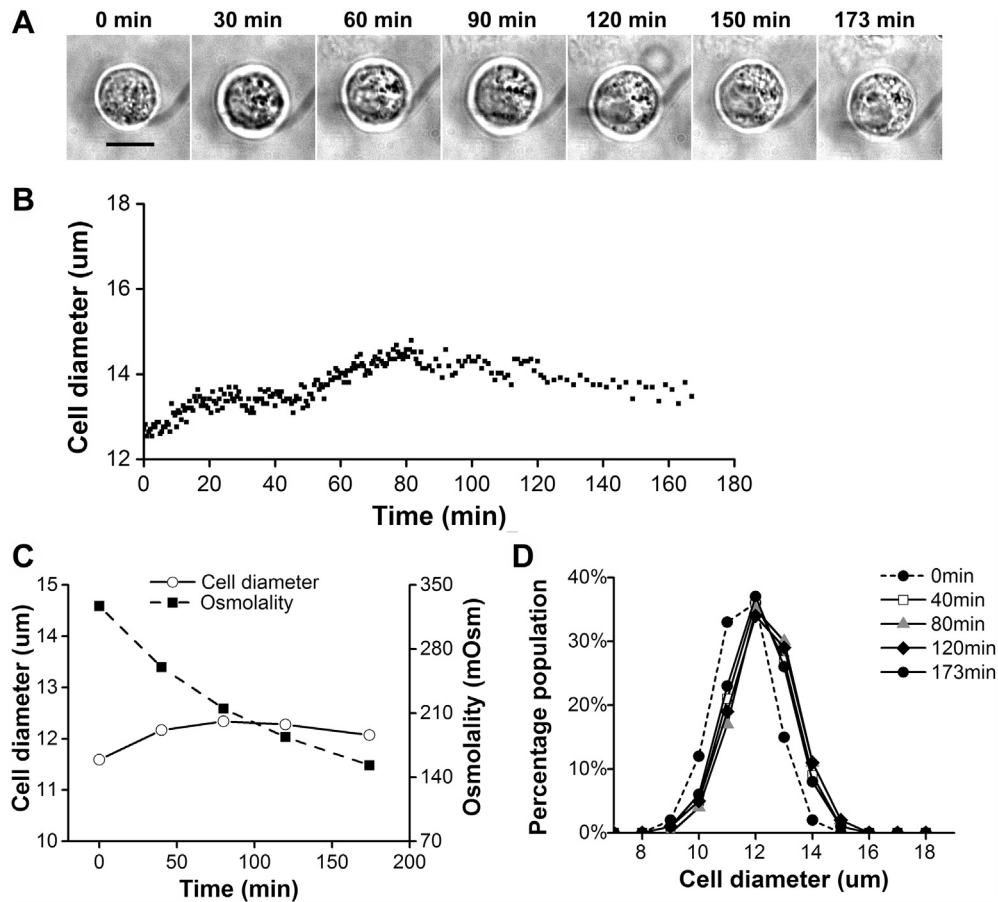 A
0 min 30 min 60 min 90 min 120 min 150 min 173 min
B
18
16
14
12
Cell diameter (um)
0 20 40 60 80 100 120 140 160 180
Time (min)
C
Cell diameter
Osmolality
15
14
13
12
11
10
Cell diameter (um)
350
280
210
140
70
Osmolality (mOsm)
0 50 100 150 200
Time (min)
D
40%
30%
20%
10%
0%
Percentage population
0min
40min
80min
120min
173min
8 10 12 14 16 18
Cell diameter (um)